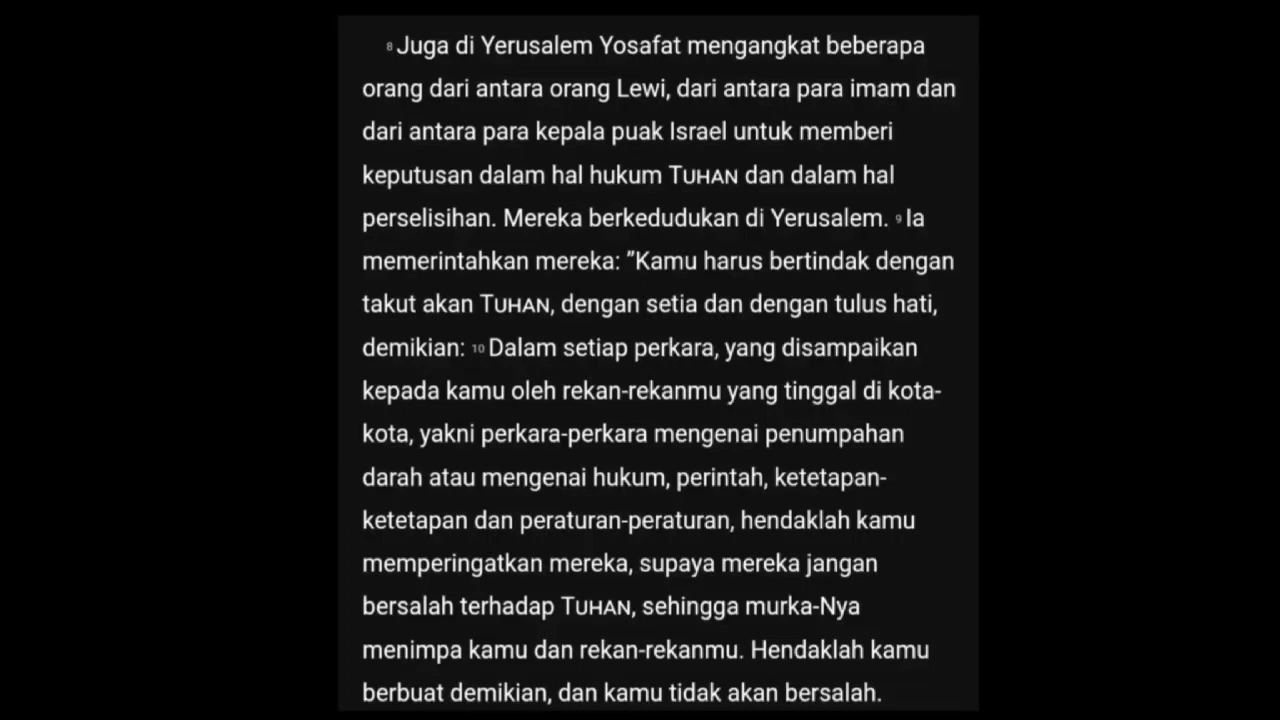 8 Juga di Yerusalem Yosafat mengangkat beberapa
orang dari antara orang Lewi, dari antara para imam dan
dari antara para kepala puak Israel untuk memberi
keputusan dalam hal hukum TUHAN dan dalam hal
perselisihan. Mereka berkedudukan di Yerusalem. 9 Ia
memerintahkan mereka: ”Kamu harus bertindak dengan
takut akan TUHAN, dengan setia dan dengan tulus hati,
demikian: 10 Dalam setiap perkara, yang disampaikan
kepada kamu oleh rekan-rekanmu yang tinggal di kota-
kota, yakni perkara-perkara mengenai penumpahan
darah atau mengenai hukum, perintah, ketetapan-
ketetapan dan peraturan-peraturan, hendaklah kamu
memperingatkan mereka, supaya mereka jangan
bersalah terhadap TUHAN, sehingga murka-Nya
menimpa kamu dan rekan-rekanmu. Hendaklah kamu
berbuat demikian, dan kamu tidak akan bersalah.